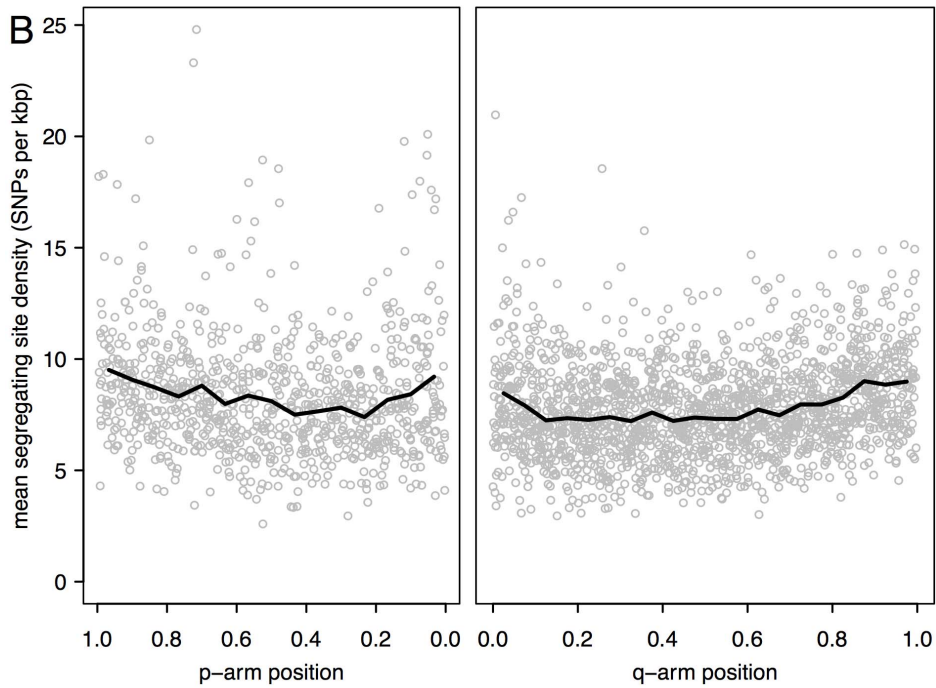 B
mean segregating site density (SNPs per kbp)
25
20
15
10
5
0
1.0 0.8 0.6 0.4 0.2 0.0
p−arm position
0.0 0.2 0.4 0.6 0.8 1.0
q−arm position